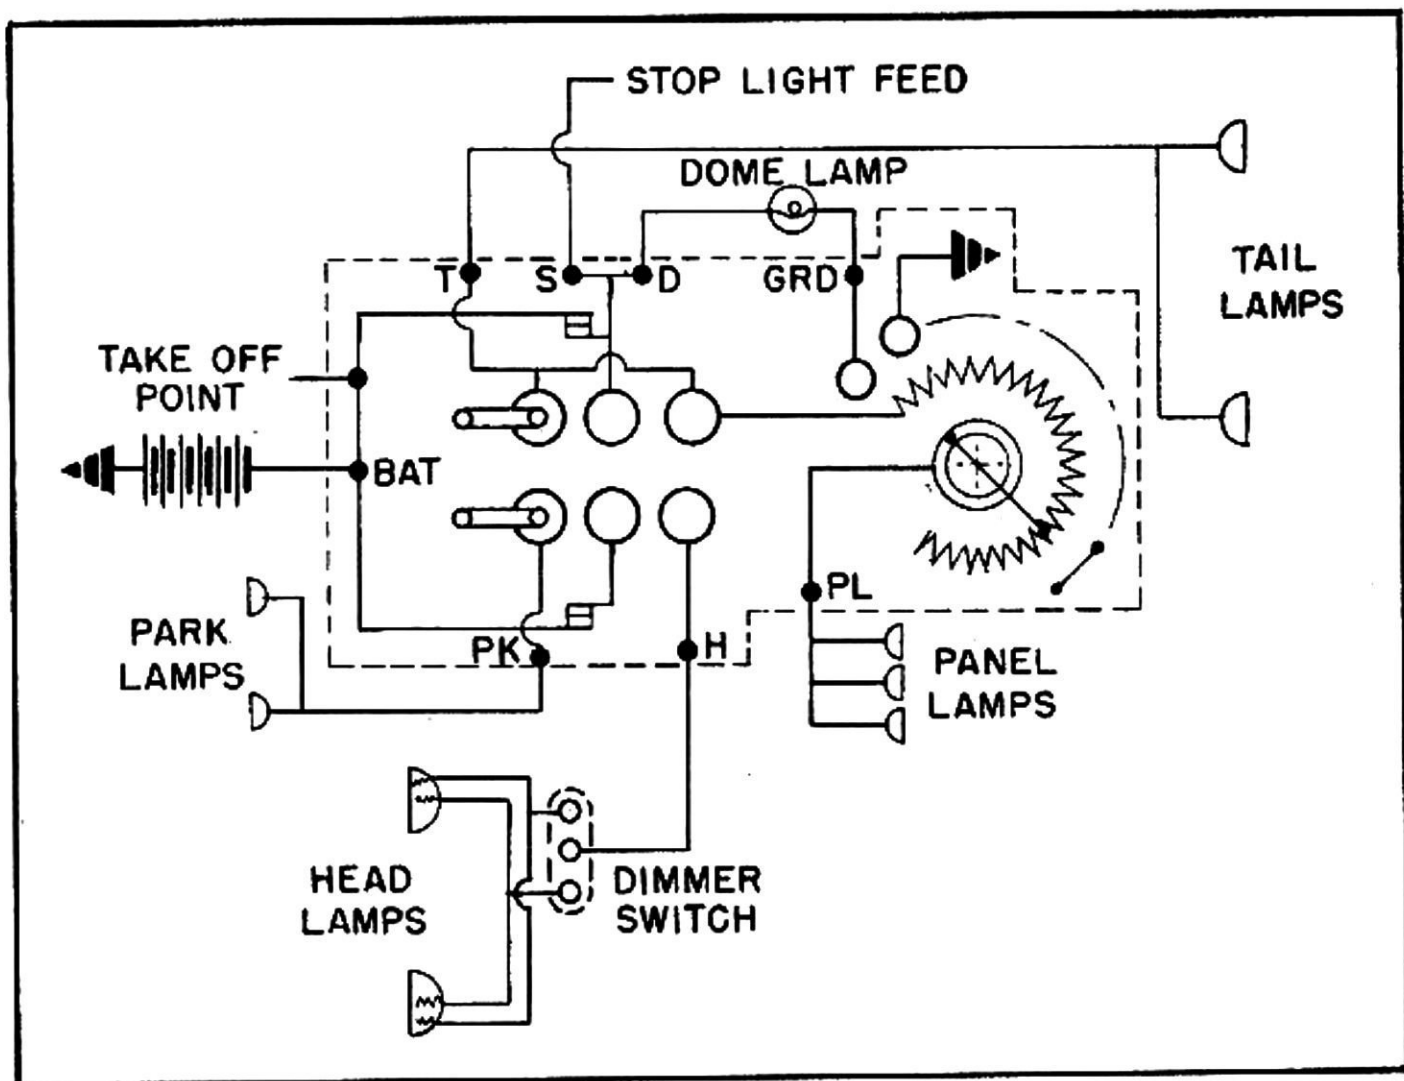 STOP LIGHT FEED
DOME LAMP
T
S
D
GRD
TAIL
LAMPS
TAKE OFF
POINT
BAT
PL
PARK
LAMPS
PK
H
PANEL
LAMPS
HEAD
LAMPS
DIMMER
SWITCH